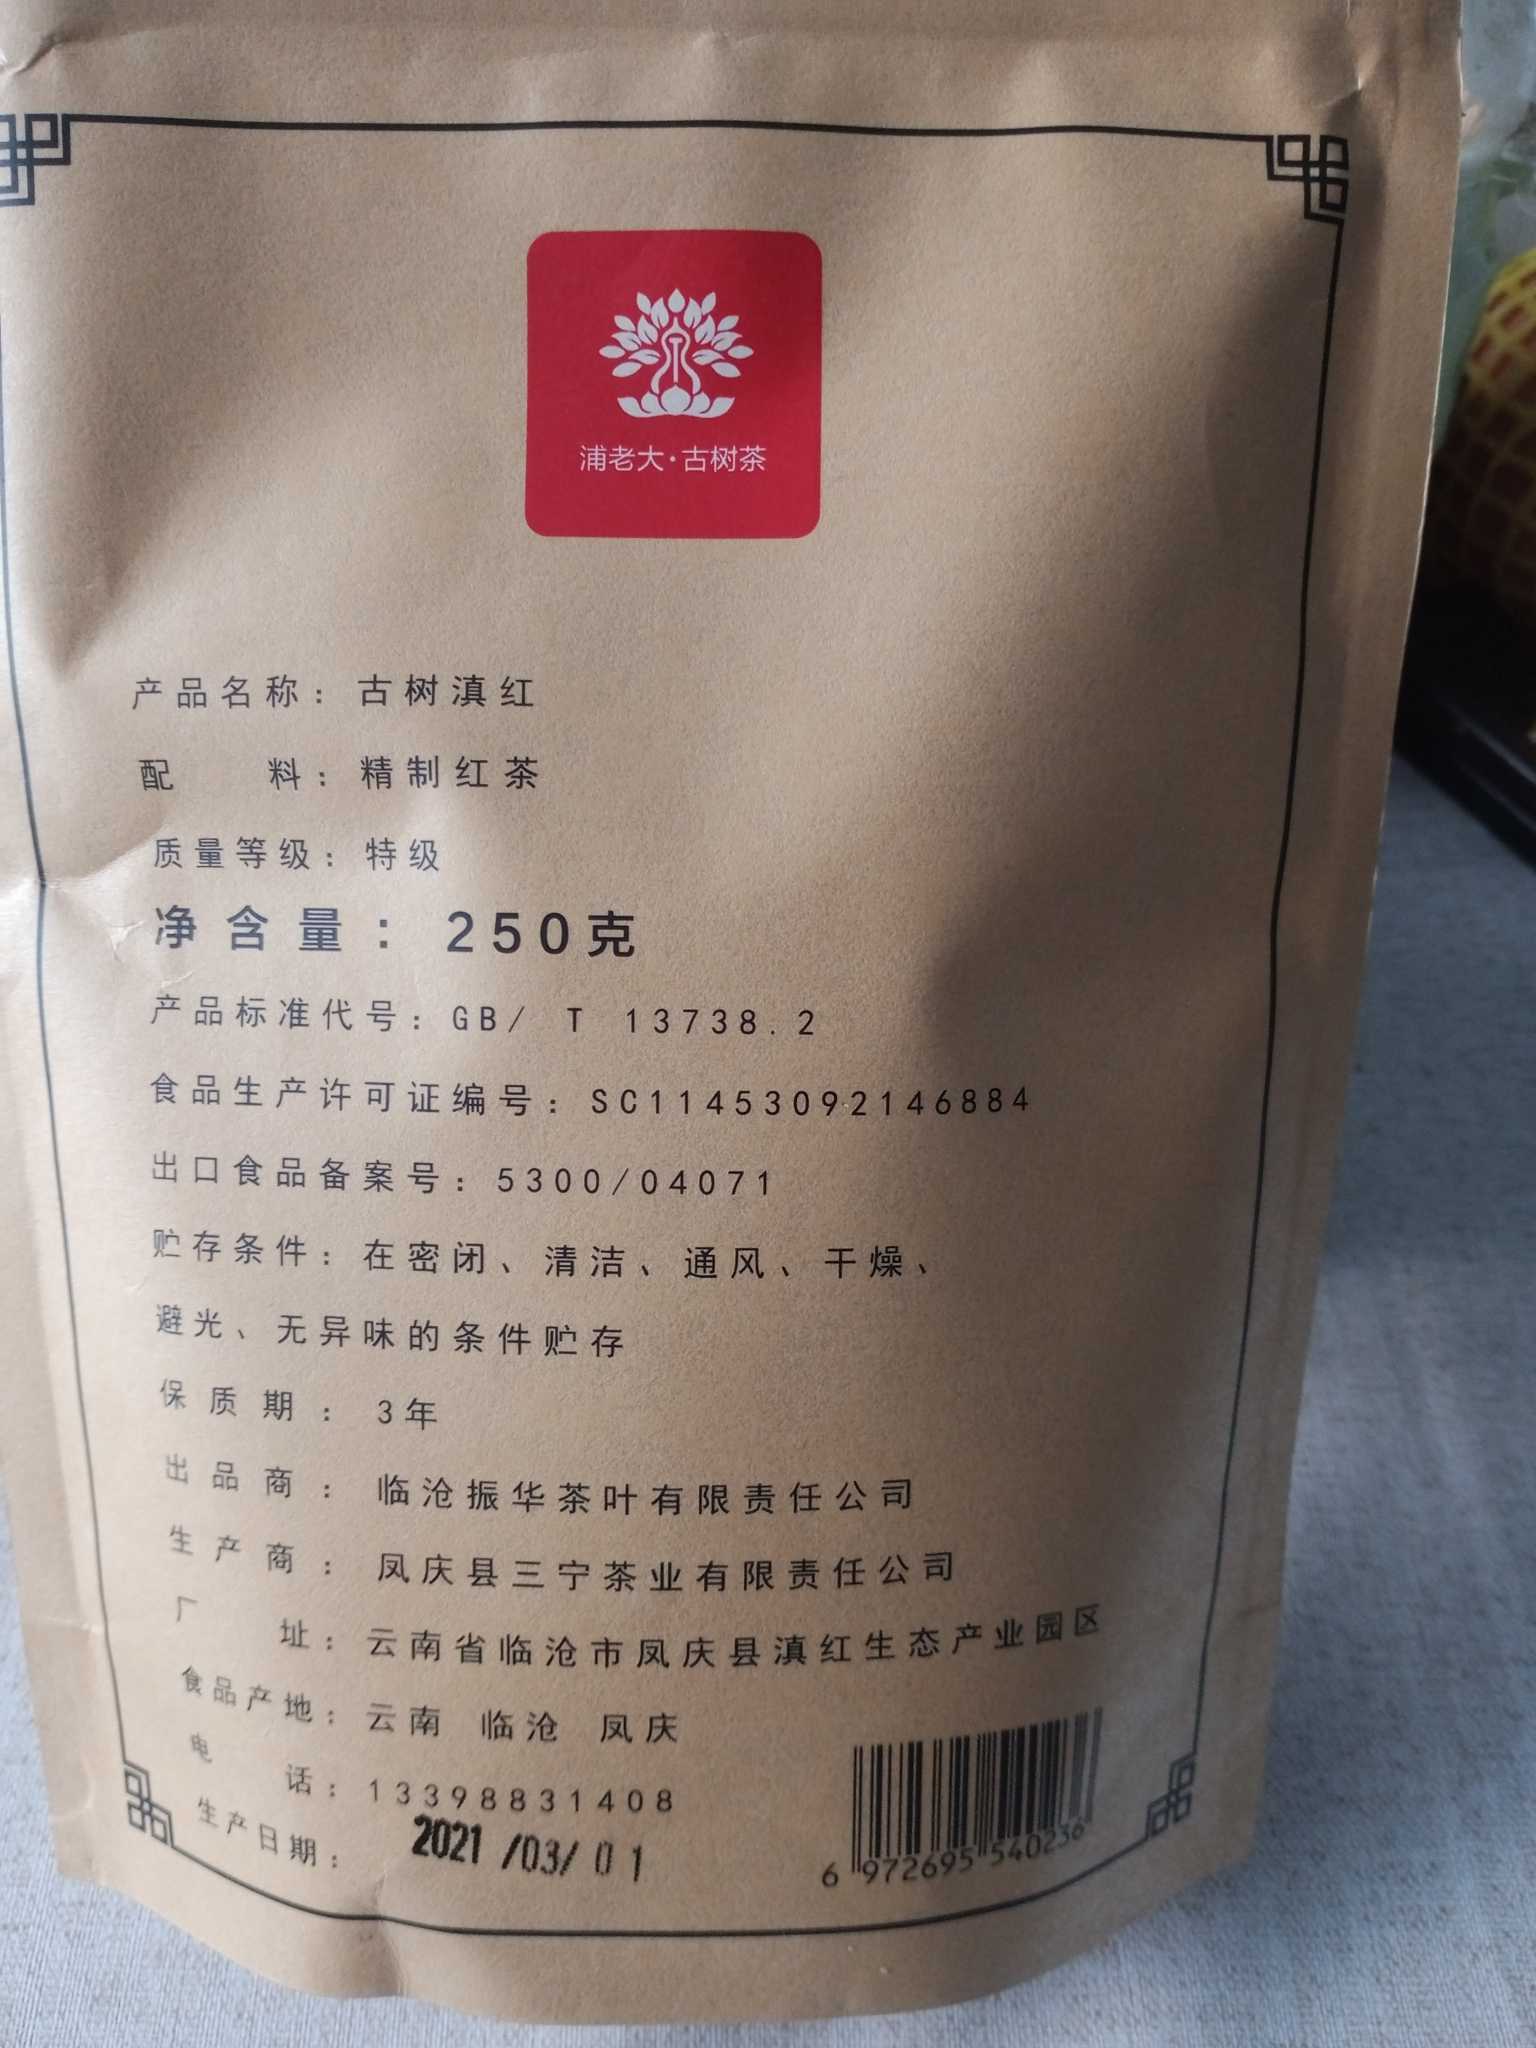 浦老大·古树茶
产品名称：古树滇红
配料：精制红茶
质量等级：特级
净含量：250克
产品标准代号：GB/ T 13738.2
食品生产许可证编号：SC11453092146884
出口食品备案号：5300/04071
贮存条件：在密闭、清洁、通风、干燥、
避光、无异味的条件贮存
保质期：3年
出品商：临沧振华茶叶有限责任公司
生产商：凤庆县三宁茶业有限责任公司
厂址：云南省临沧市凤庆县滇红生态产业园区
食品产地：云南 临沧 凤庆
电话：13398831408
生产日期：2021/03/01
6 972695 540236